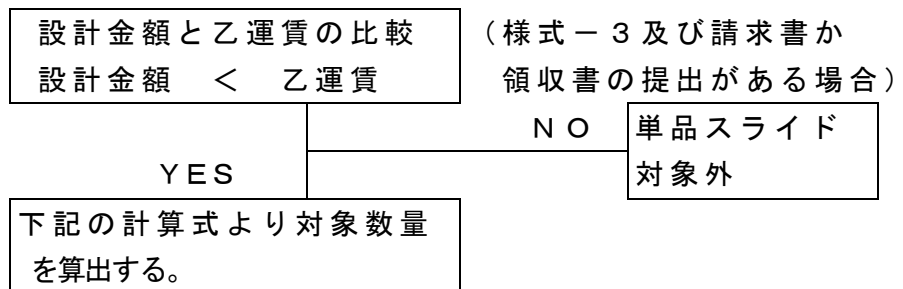 設計金額と乙運賃の比較
(様式－３及び請求書か
設計金額　＜　乙運賃
領収書の提出がある場合)
ＮＯ
単品スライド
対象外
ＹＥＳ
下記の計算式より対象数量
を算出する。